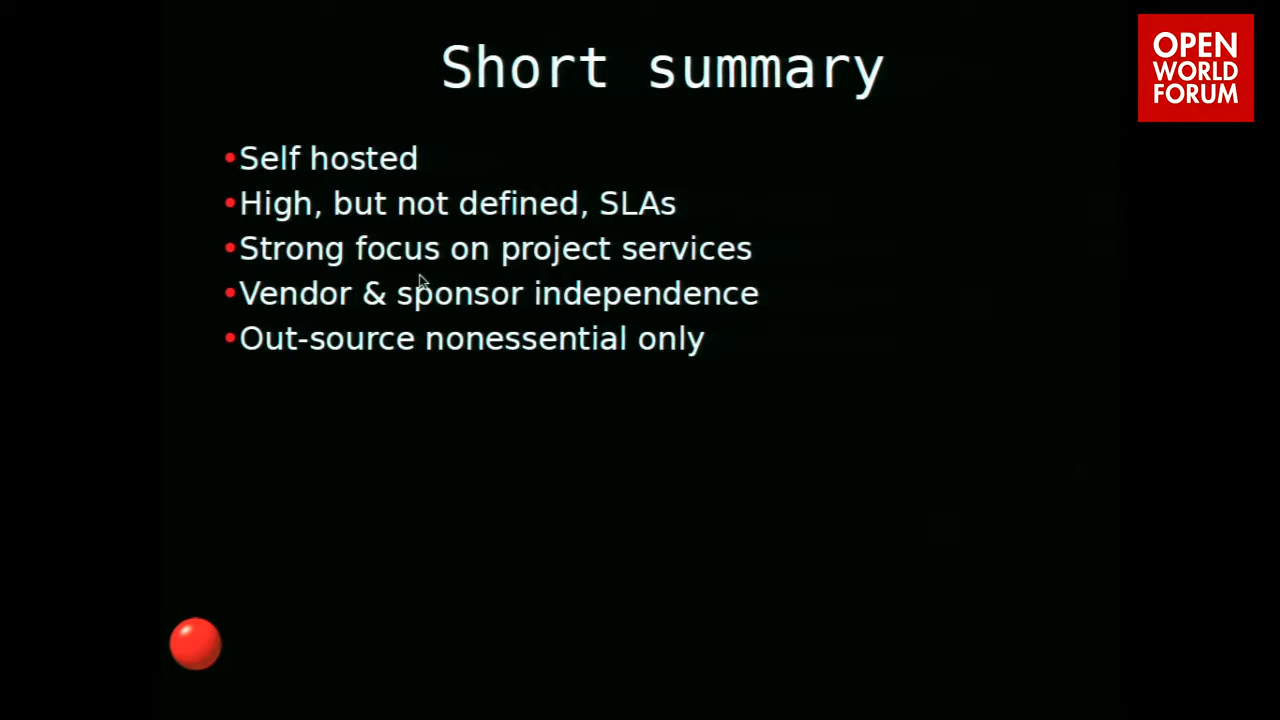 Short summary
OPEN
WORLD
FORUM
•Self hosted
•High, but not defined, SLAs
•Strong focus on project services
•Vendor & sponsor independence
•Out-source nonessential only